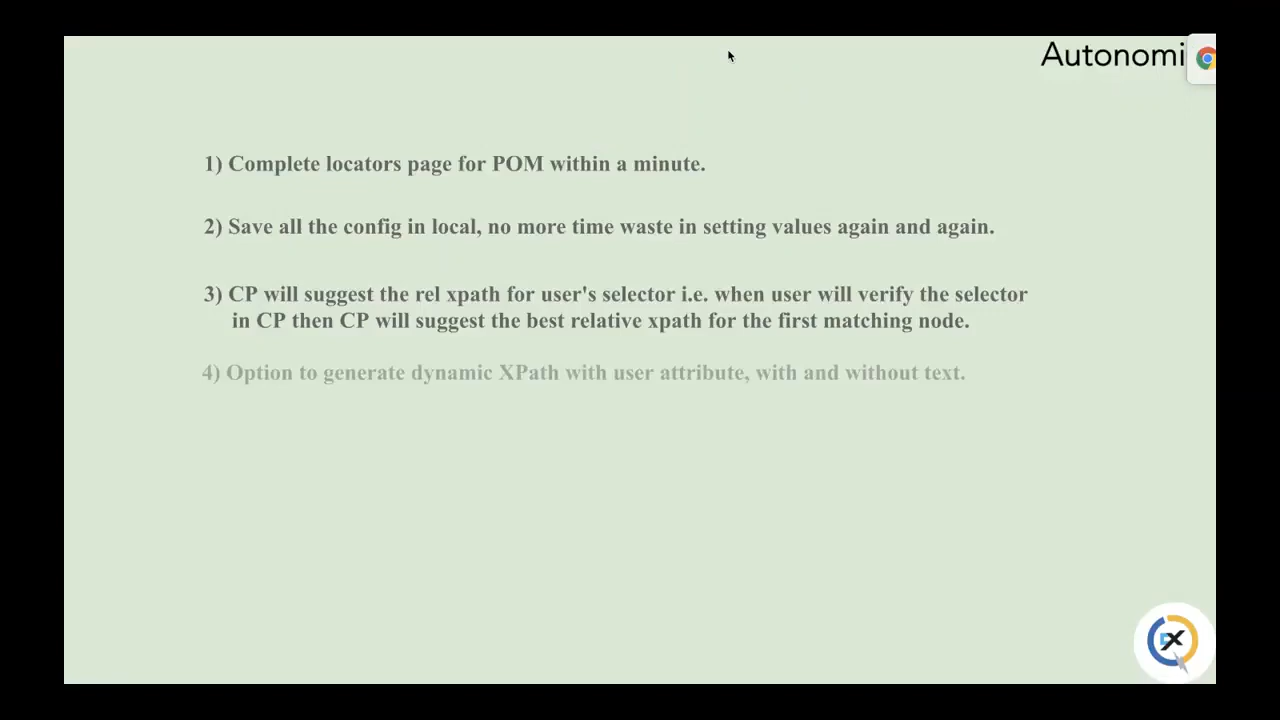 Autonomi
1) Complete locators page for POM within a minute.
2) Save all the config in local, no more time waste in setting values again and again.
3) CP will suggest the rel xpath for user's selector i.e. when user will verify the selector
in CP then CP will suggest the best relative xpath for the first matching node.
4) Option to generate dynamic XPath with user attribute, with and without text.